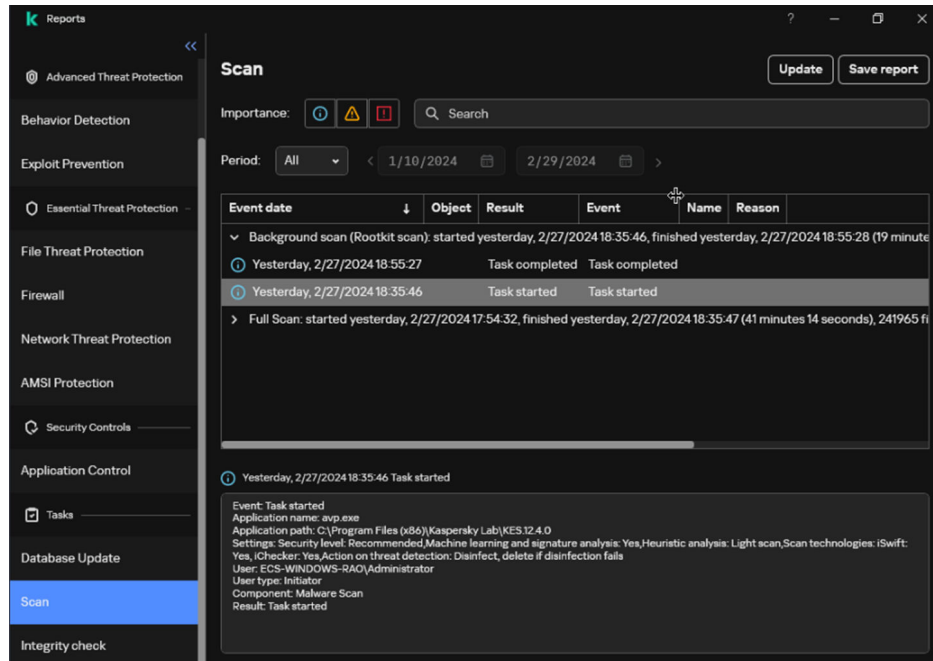 Reports
?
«
Advanced Threat Protection
Behavior Detection
Exploit Prevention
Essential Threat Protection
File Threat Protection
Firewall
Network Threat Protection
AMSI Protection
Security Controls
Application Control
Tasks
Database Update
Scan
Integrity check
Scan
Update
Save report
Importance:
Search
Period:
All
1/10/2024
2/29/2024
Event date ↓ Object Result Event Name Reason
Background scan (Rootkit scan): started yesterday, 2/27/2024 18:35:46, finished yesterday, 2/27/2024 18:55:28 (19 minute
Yesterday, 2/27/2024 18:55:27 Task completed Task completed
Yesterday, 2/27/2024 18:35:46 Task started Task started
Full Scan: started yesterday, 2/27/2024 17:54:32, finished yesterday, 2/27/2024 18:35:47 (41 minutes 14 seconds), 241965 fi
Yesterday, 2/27/2024 18:35:46 Task started
Event: Task started
Application name: avp.exe
Application path: C:\Program Files (x86)\Kaspersky Lab\KES.12.4.0
Settings: Security level: Recommended,Machine learning and signature analysis: Yes,Heuristic analysis: Light scan,Scan technologies: iSwift:
Yes, iChecker: Yes,Action on threat detection: Disinfect, delete if disinfection fails
User: ECS-WINDOWS-RAO\Administrator
User type: Initiator
Component: Malware Scan
Result: Task started